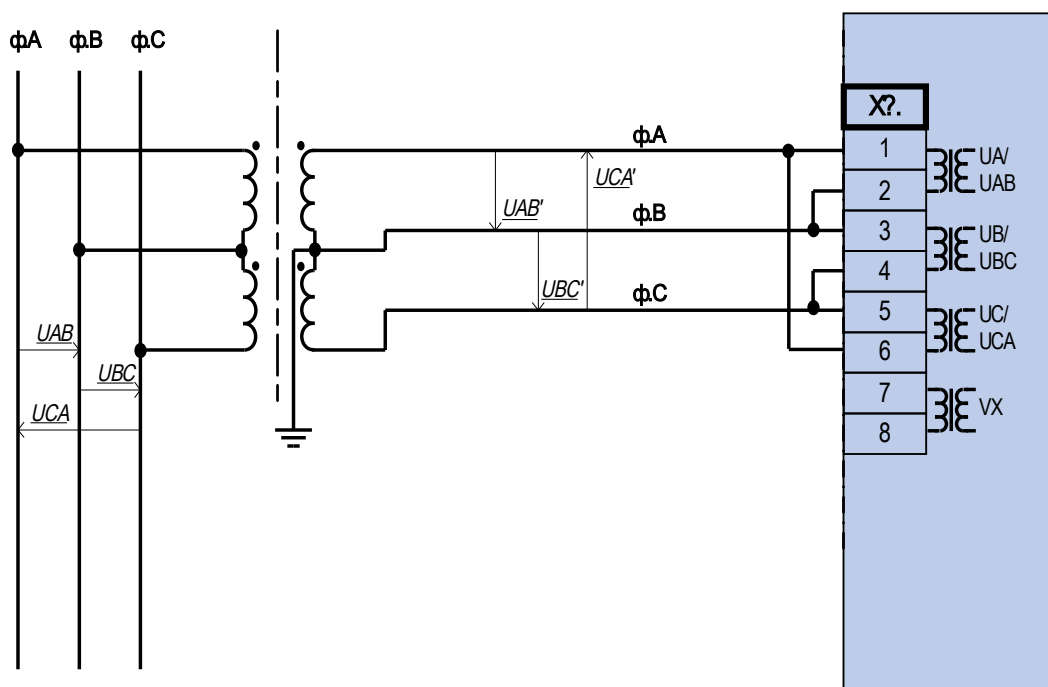 ф.А ф.В ф.С
X?.
ф.А
1
UA/
UAB
UCA'
2
UAB'
ф.В
3
UB/
UBC
4
UBC'
ф.С
5
UC/
UCA
UAB
6
UBC
7
UCA
VX
8